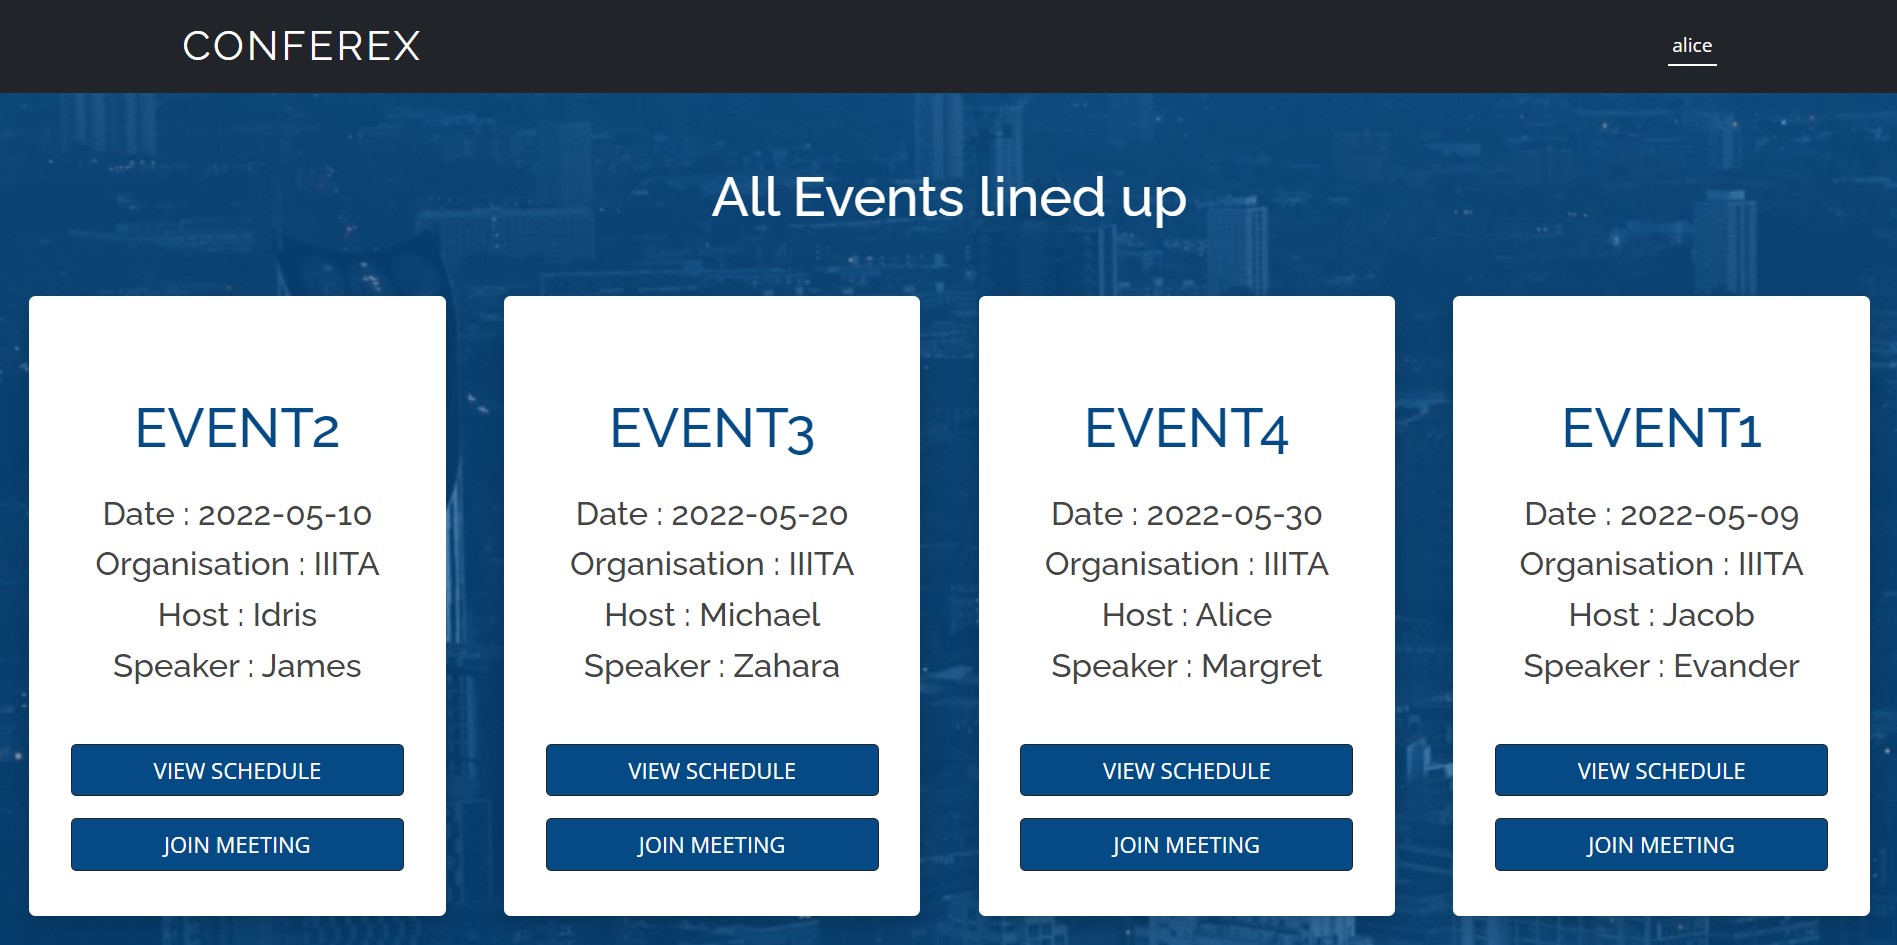 CONFEREX
alice
All Events lined up
EVENT2
Date : 2022-05-10
Organisation : IIITA
Host : Idris
Speaker : James
VIEW SCHEDULE
JOIN MEETING
EVENT3
Date : 2022-05-20
Organisation : IIITA
Host : Michael
Speaker : Zahara
VIEW SCHEDULE
JOIN MEETING
EVENT4
Date : 2022-05-30
Organisation : IIITA
Host : Alice
Speaker : Margret
VIEW SCHEDULE
JOIN MEETING
EVENT1
Date : 2022-05-09
Organisation : IIITA
Host : Jacob
Speaker : Evander
VIEW SCHEDULE
JOIN MEETING